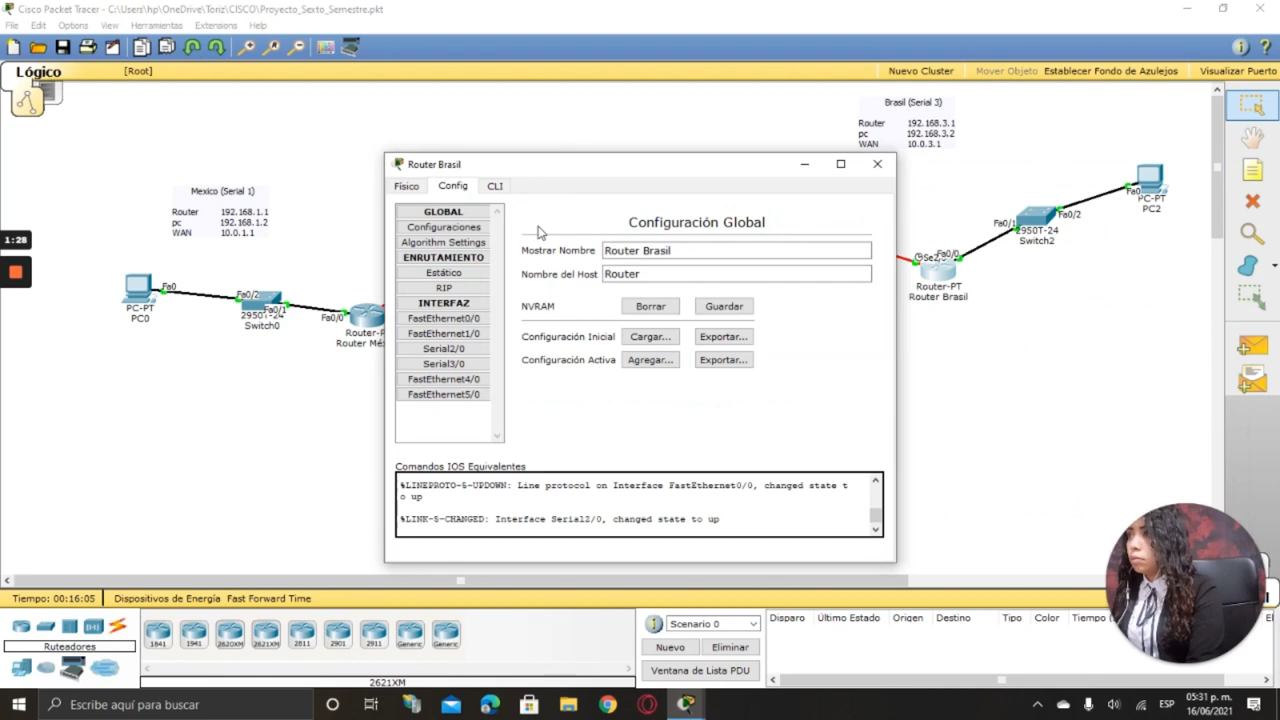 Cisco Packet Tracer - C:\Users\hp\OneDrive\Toriz\CISCO\Proyecto_Sexto_Semestre.pkt
File Edit Options View Herramientas Extensions Help
Lógico [Root] Nuevo Cluster Mover Objeto Establecer Fondo de Azulejos Visualizar Puerto
Brasil (Serial 3)
Router 192.168.3.1
pc 192.168.3.2
WAN 10.0.3.1
Mexico (Serial 1)
Router 192.168.1.1
pc 192.168.1.2
WAN 10.0.1.1
1:28
Fa0
PC-PT
PC0
Fa0/2
2950T-24
Fa0/1
Switch0
Fa0/0
Router-P
Router Mé
Fa0
PC-PT
PC2
Fa0/1
Fa0/2
2950T-24
Switch2
Se2/
Fa0/0
Router-PT
Router Brasil
Router Brasil
Físico Config CLI
GLOBAL
Configuraciones
Algorithm Settings
ENRUTAMIENTO
Estático
RIP
INTERFAZ
FastEthernet0/0
FastEthernet1/0
Serial2/0
Serial3/0
FastEthernet4/0
FastEthernet5/0
Configuración Global
Mostrar Nombre Router Brasil
Nombre del Host Router
NVRAM Borrar Guardar
Configuración Inicial Cargar... Exportar...
Configuración Activa Agregar... Exportar...
Comandos IOS Equivalentes
%LINEPROTO-5-UPDOWN: Line protocol on Interface FastEthernet0/0, changed state t
o up
%LINK-5-CHANGED: Interface Serial2/0, changed state to up
Tiempo: 00:16:05 Dispositivos de Energía Fast Forward Time
Ruteadores
1841 1941 2620XM 2621XM 2811 2901 2911 Generic Generic
2621XM
Scenario 0
Nuevo Eliminar
Ventana de Lista PDU
Disparo Último Estado Origen Destino Tipo Color Tiempo (
Escribe aquí para buscar
ESP
05:31 p. m.
16/06/2021